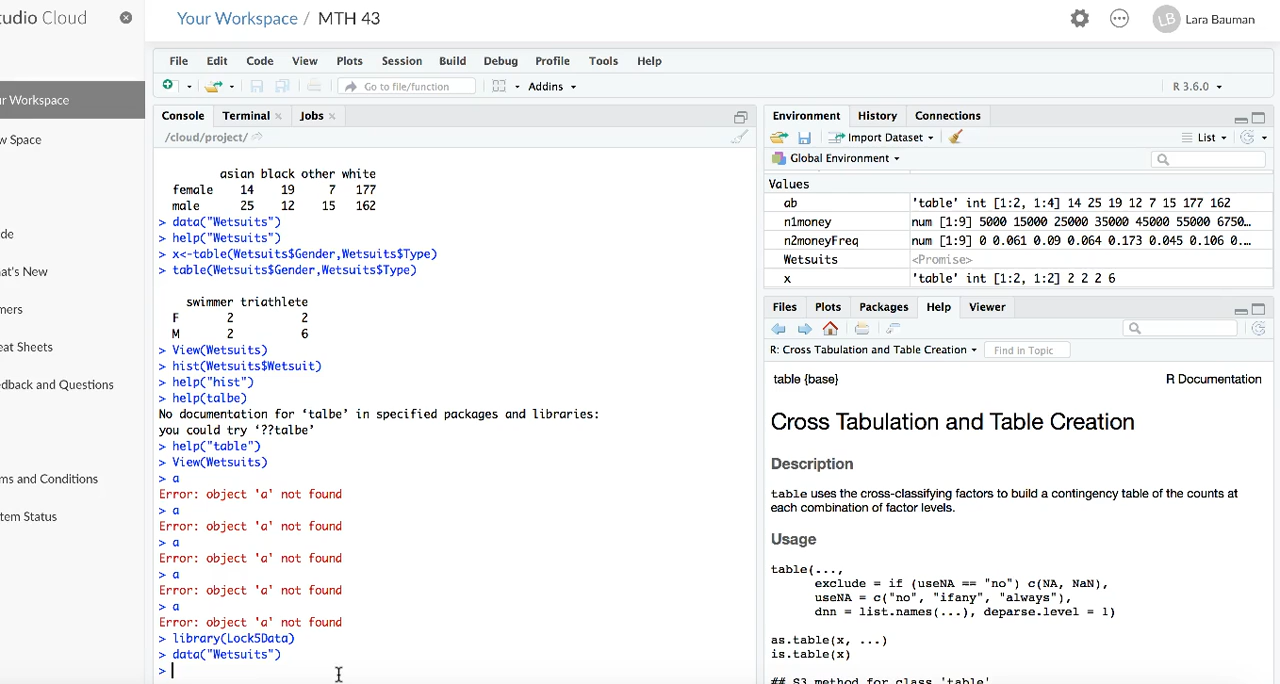 tudio Cloud
Your Workspace / MTH 43
LB Lara Bauman
r Workspace
w Space
de
at's New
mers
eat Sheets
edback and Questions
ms and Conditions
tem Status
File Edit Code View Plots Session Build Debug Profile Tools Help
Go to file/function Addins R 3.6.0
Console Terminal Jobs
/cloud/project/
asian black other white
female 14 19 7 177
male 25 12 15 162
> data("Wetsuits")
> help("Wetsuits")
> x<-table(Wetsuits$Gender,Wetsuits$Type)
> table(Wetsuits$Gender,Wetsuits$Type)
swimmer triathlete
F 2 2
M 2 6
> View(Wetsuits)
> hist(Wetsuits$Wetsuit)
> help("hist")
> help(talbe)
No documentation for ‘talbe’ in specified packages and libraries:
you could try ‘??talbe’
> help("table")
> View(Wetsuits)
> a
Error: object 'a' not found
> a
Error: object 'a' not found
> a
Error: object 'a' not found
> a
Error: object 'a' not found
> a
Error: object 'a' not found
> library(Lock5Data)
> data("Wetsuits")
>
Environment History Connections
Import Dataset List
Global Environment
Values
ab 'table' int [1:2, 1:4] 14 25 19 12 7 15 177 162
n1money num [1:9] 5000 15000 25000 35000 45000 55000 6750…
n2moneyFreq num [1:9] 0 0.061 0.09 0.064 0.173 0.045 0.106 0.…
Wetsuits <Promise>
x 'table' int [1:2, 1:2] 2 2 2 6
Files Plots Packages Help Viewer
R: Cross Tabulation and Table Creation Find in Topic
table {base} R Documentation
Cross Tabulation and Table Creation
Description
table uses the cross-classifying factors to build a contingency table of the counts at
each combination of factor levels.
Usage
table(...,
exclude = if (useNA == "no") c(NA, NaN),
useNA = c("no", "ifany", "always"),
dnn = list.names(...), deparse.level = 1)
as.table(x, ...)
is.table(x)
## S3 method for class 'table'